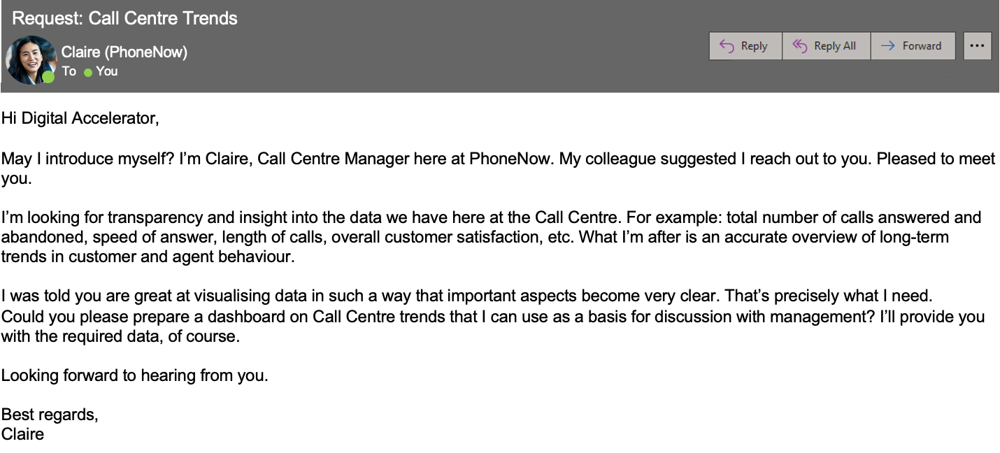 Request: Call Centre Trends
Claire (PhoneNow)
To You
Reply
Reply All
Forward
Hi Digital Accelerator,
May I introduce myself? I’m Claire, Call Centre Manager here at PhoneNow. My colleague suggested I reach out to you. Pleased to meet
you.
I’m looking for transparency and insight into the data we have here at the Call Centre. For example: total number of calls answered and
abandoned, speed of answer, length of calls, overall customer satisfaction, etc. What I’m after is an accurate overview of long-term
trends in customer and agent behaviour.
I was told you are great at visualising data in such a way that important aspects become very clear. That’s precisely what I need.
Could you please prepare a dashboard on Call Centre trends that I can use as a basis for discussion with management? I’ll provide you
with the required data, of course.
Looking forward to hearing from you.
Best regards,
Claire